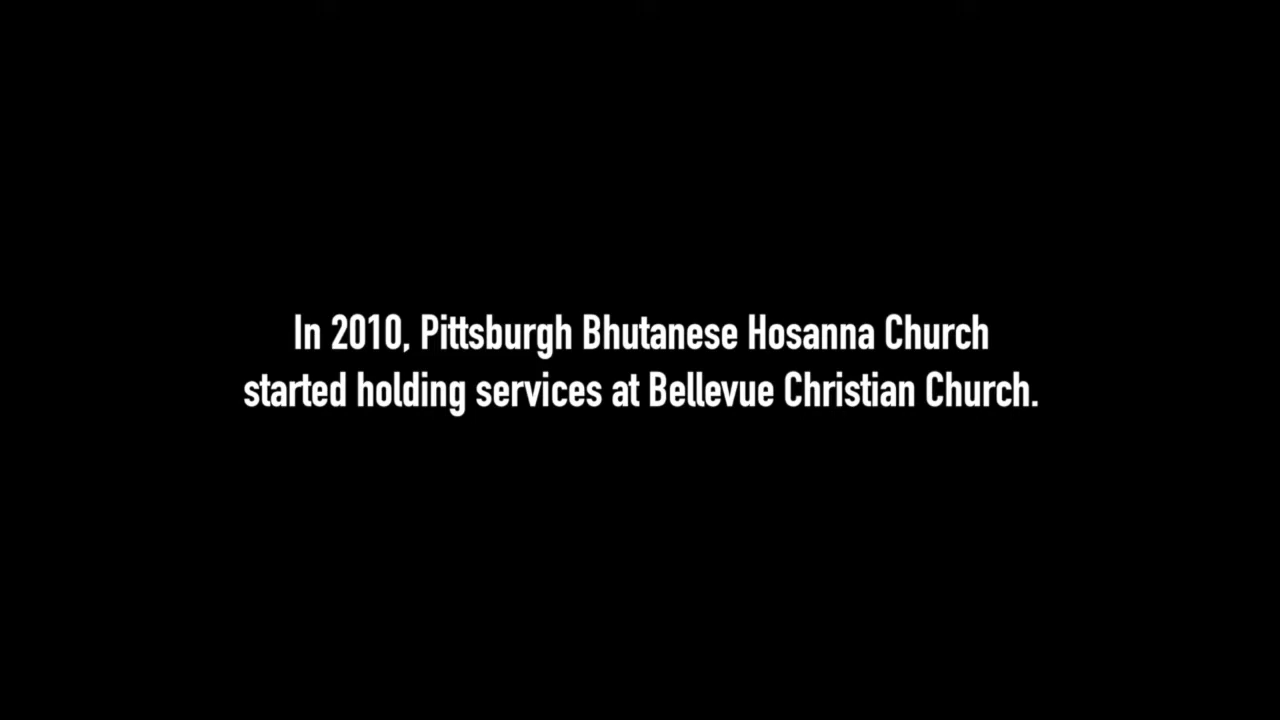 In 2010, Pittsburgh Bhutanese Hosanna Church
started holding services at Bellevue Christian Church.